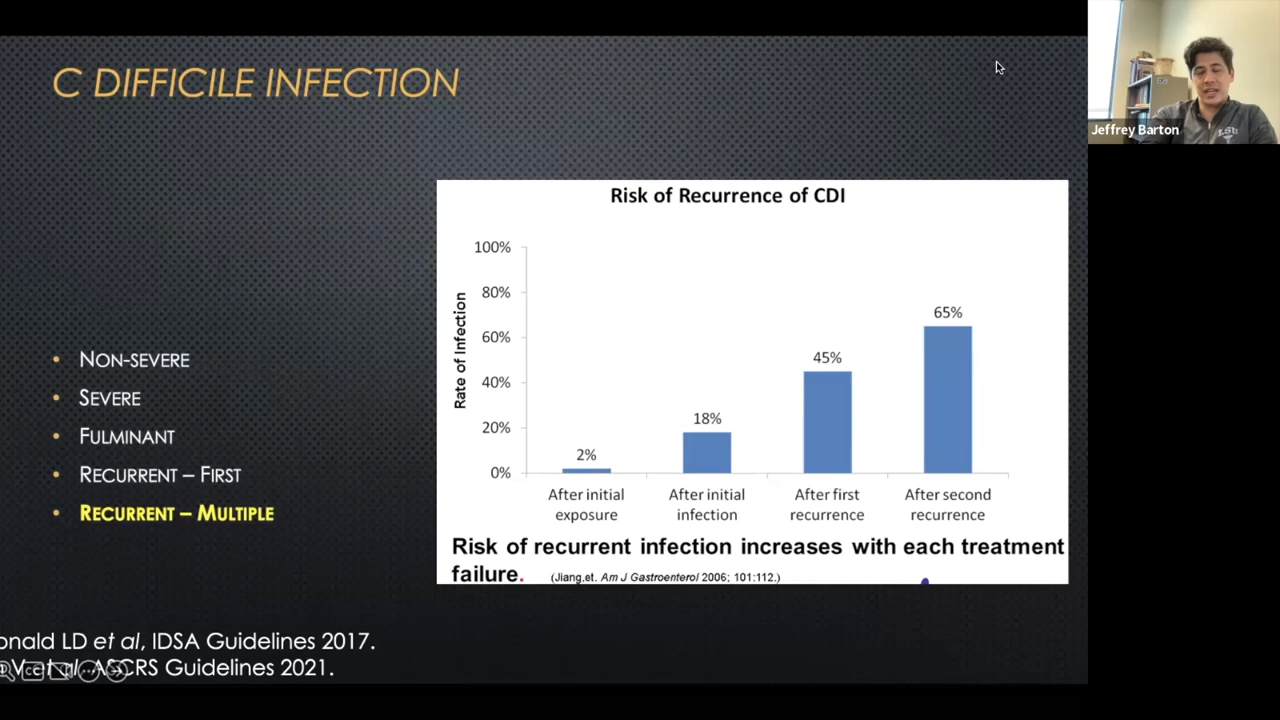 C DIFFICILE INFECTION
Jeffrey Barton
LSU
Risk of Recurrence of CDI
100%
80%
60%
40%
20%
0%
Rate of Infection
2%
18%
45%
65%
After initial exposure
After initial infection
After first recurrence
After second recurrence
Risk of recurrent infection increases with each treatment
failure.
(Jiang,et. Am J Gastroenterol 2006; 101:112.)
• NON-SEVERE
• SEVERE
• FULMINANT
• RECURRENT – FIRST
• RECURRENT – MULTIPLE
onald LD et al, IDSA Guidelines 2017.
V et al, ASCRS Guidelines 2021.